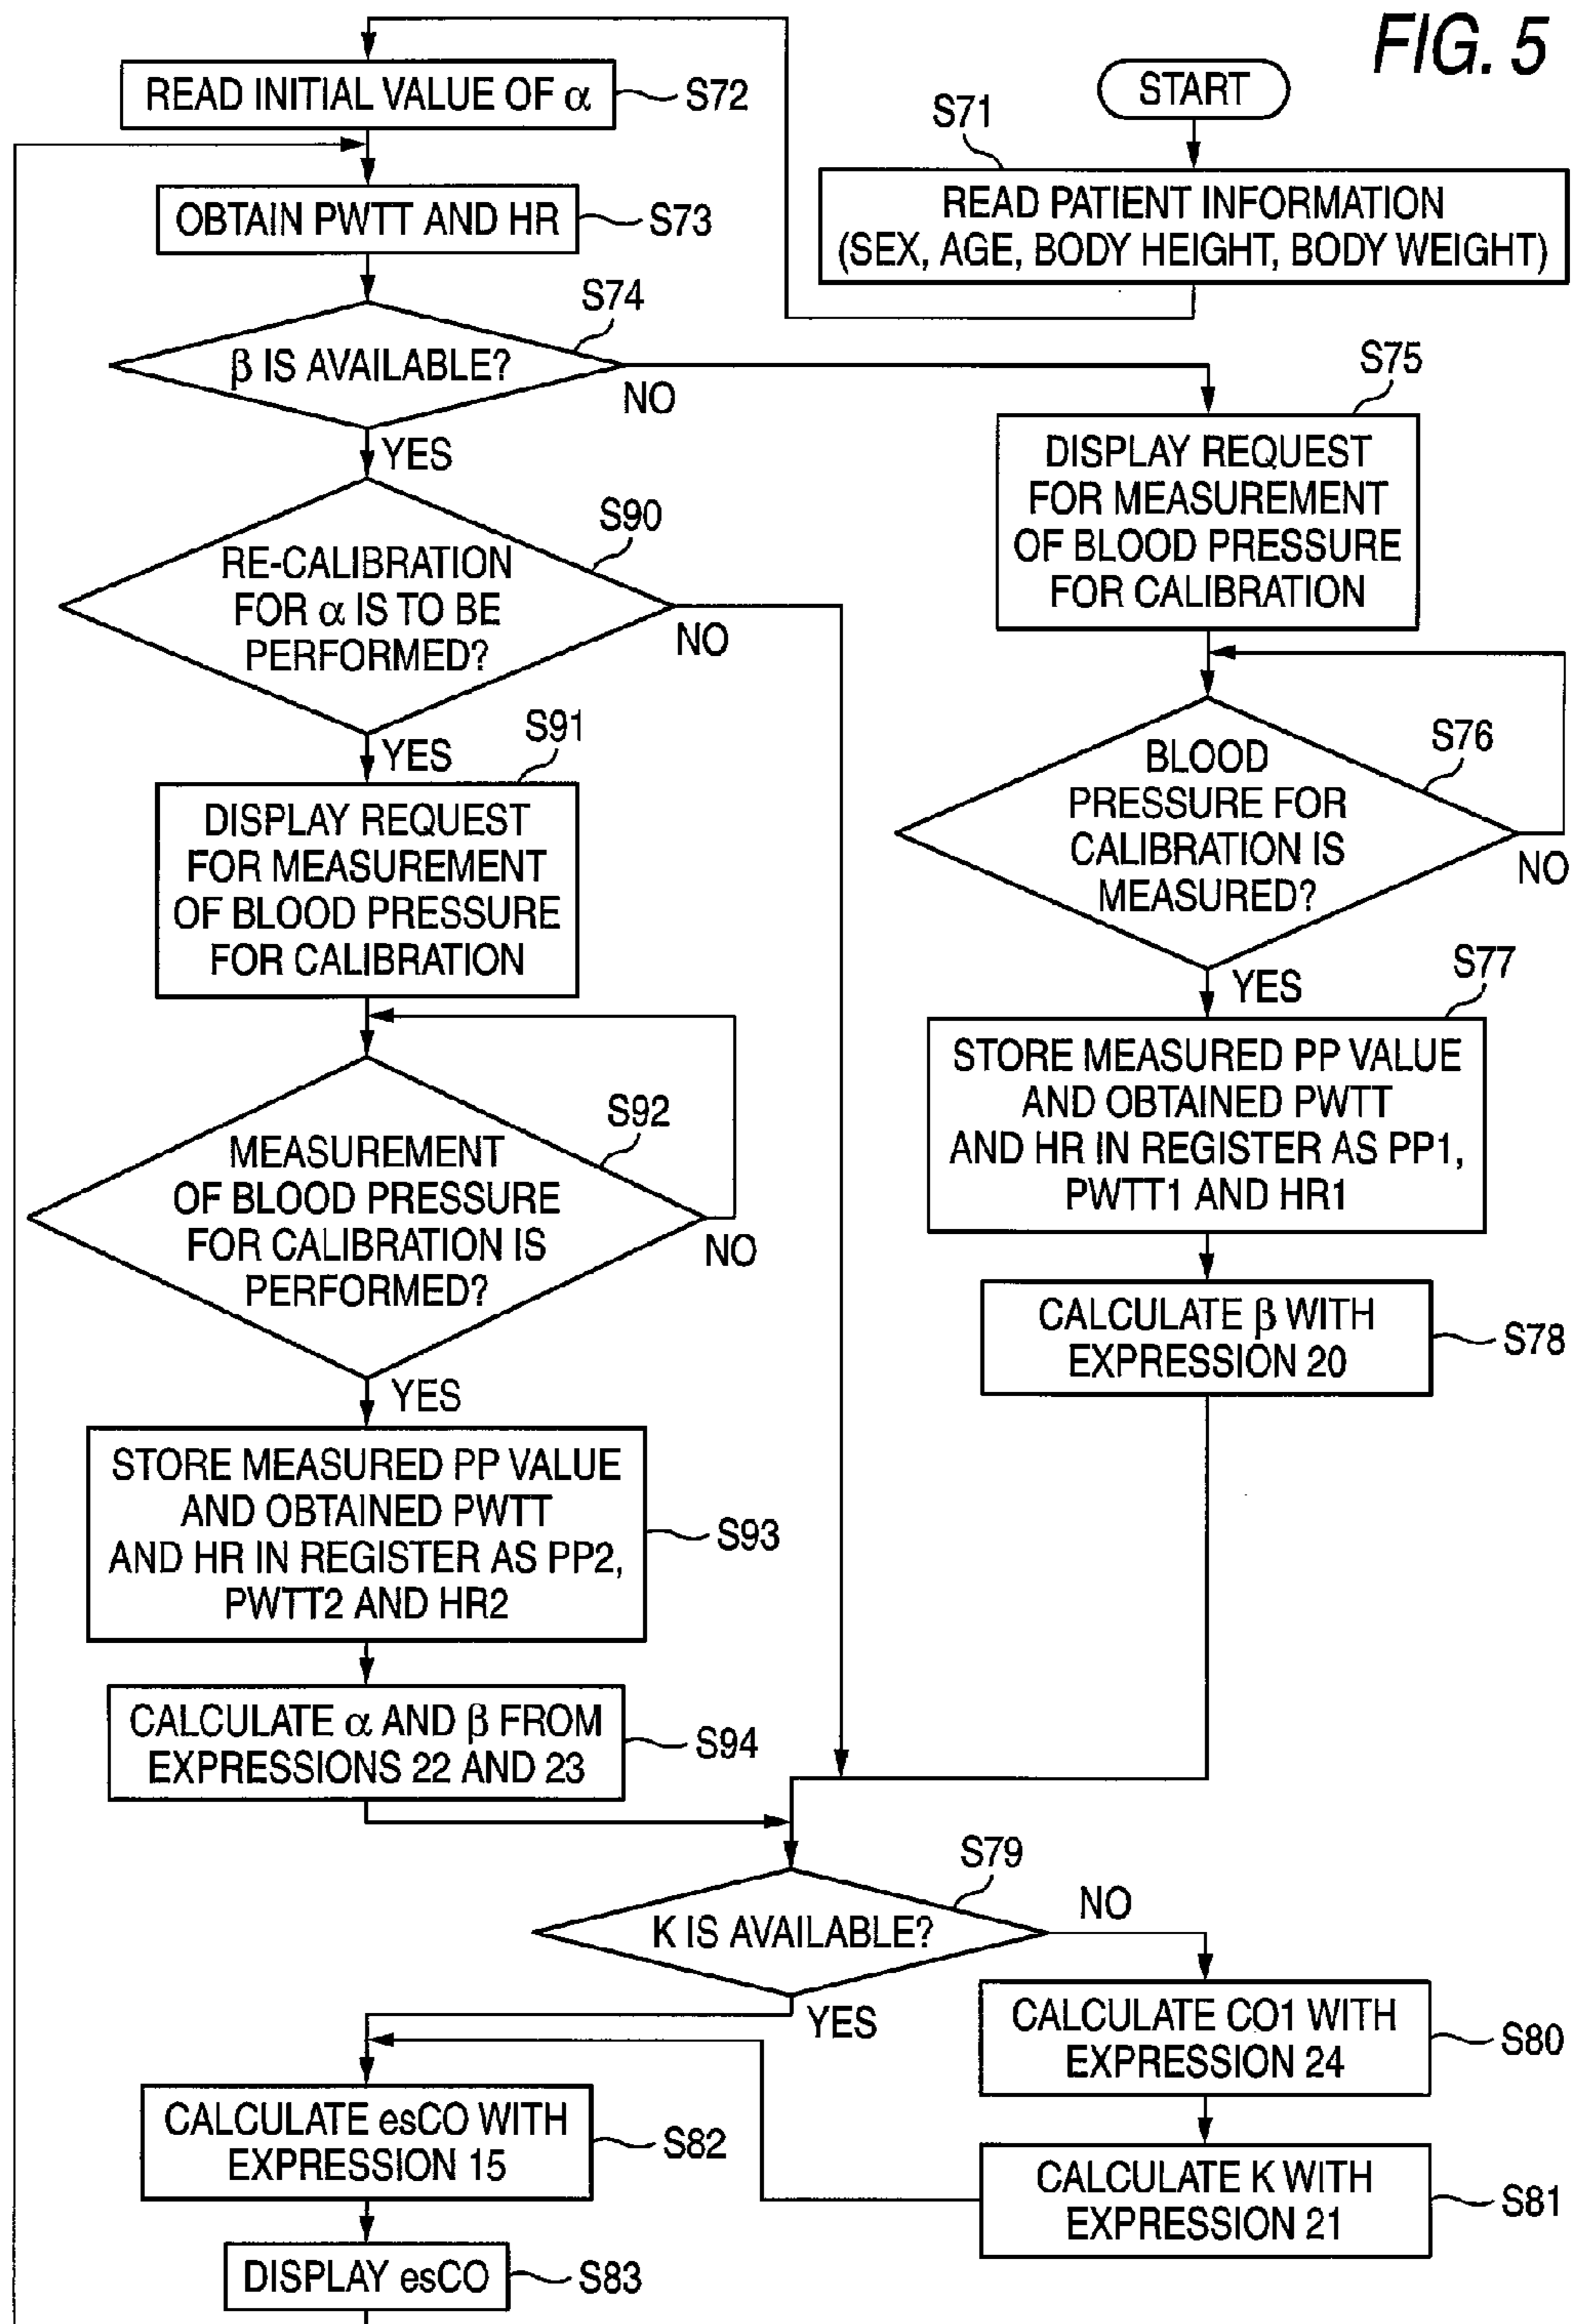 FIG. 5
START
S71
READ PATIENT INFORMATION
(SEX, AGE, BODY HEIGHT, BODY WEIGHT)
READ INITIAL VALUE OF α
S72
OBTAIN PWTT AND HR
S73
S74
β IS AVAILABLE?
NO
YES
S75
DISPLAY REQUEST
FOR MEASUREMENT
OF BLOOD PRESSURE
FOR CALIBRATION
S76
BLOOD
PRESSURE FOR
CALIBRATION IS
MEASURED?
NO
YES
S77
STORE MEASURED PP VALUE
AND OBTAINED PWTT
AND HR IN REGISTER AS PP1,
PWTT1 AND HR1
CALCULATE β WITH
EXPRESSION 20
S78
S90
RE-CALIBRATION
FOR α IS TO BE
PERFORMED?
NO
YES
S91
DISPLAY REQUEST
FOR MEASUREMENT
OF BLOOD PRESSURE
FOR CALIBRATION
S92
MEASUREMENT
OF BLOOD PRESSURE
FOR CALIBRATION IS
PERFORMED?
NO
YES
STORE MEASURED PP VALUE
AND OBTAINED PWTT
AND HR IN REGISTER AS PP2,
PWTT2 AND HR2
S93
CALCULATE α AND β FROM
EXPRESSIONS 22 AND 23
S94
S79
K IS AVAILABLE?
NO
YES
CALCULATE CO1 WITH
EXPRESSION 24
S80
CALCULATE K WITH
EXPRESSION 21
S81
CALCULATE esCO WITH
EXPRESSION 15
S82
DISPLAY esCO
S83